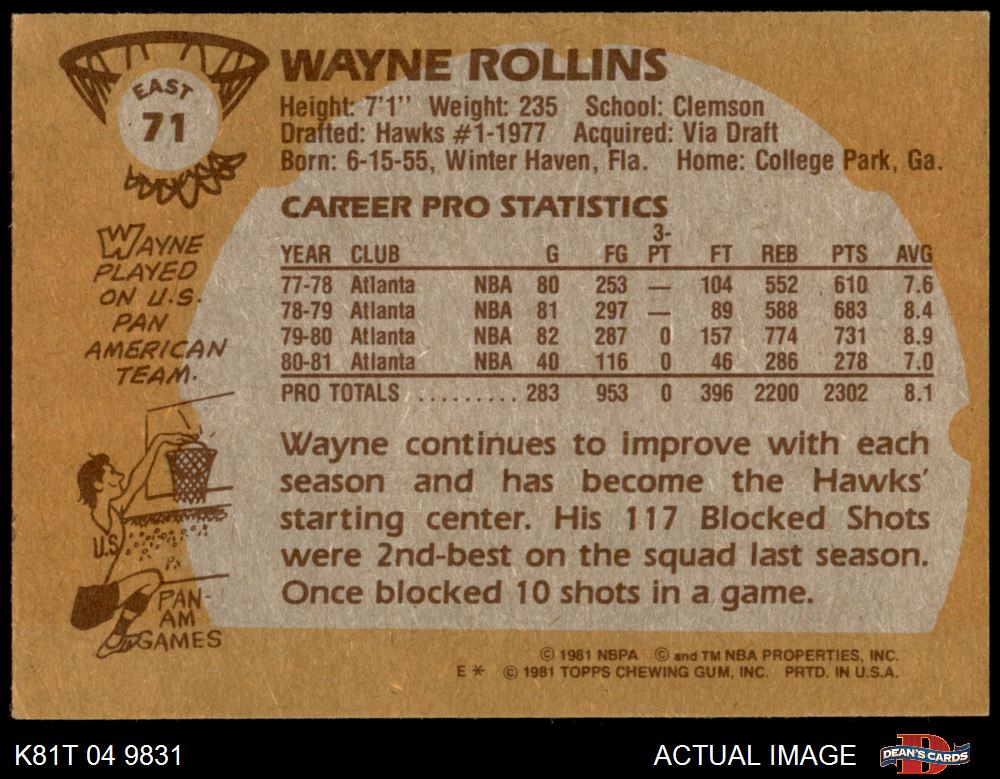 EAST
71
WAYNE ROLLINS
Height: 7'1" Weight: 235 School: Clemson
Drafted: Hawks #1-1977 Acquired: Via Draft
Born: 6-15-55, Winter Haven, Fla. Home: College Park, Ga.
WAYNE
PLAYED
ON U.S.
PAN
AMERICAN
TEAM.
U.S
PAN-
AM
GAMES
CAREER PRO STATISTICS
YEAR CLUB G FG 3-PT FT REB PTS AVG
77-78 Atlanta NBA 80 253 — 104 552 610 7.6
78-79 Atlanta NBA 81 297 — 89 588 683 8.4
79-80 Atlanta NBA 82 287 0 157 774 731 8.9
80-81 Atlanta NBA 40 116 0 46 286 278 7.0
PRO TOTALS ......... 283 953 0 396 2200 2302 8.1
Wayne continues to improve with each
season and has become the Hawks'
starting center. His 117 Blocked Shots
were 2nd-best on the squad last season.
Once blocked 10 shots in a game.
© 1981 NBPA © and TM NBA PROPERTIES, INC.
E * © 1981 TOPPS CHEWING GUM, INC. PRTD. IN U.S.A.
K81T 04 9831
ACTUAL IMAGE
DEAN'S CARDS